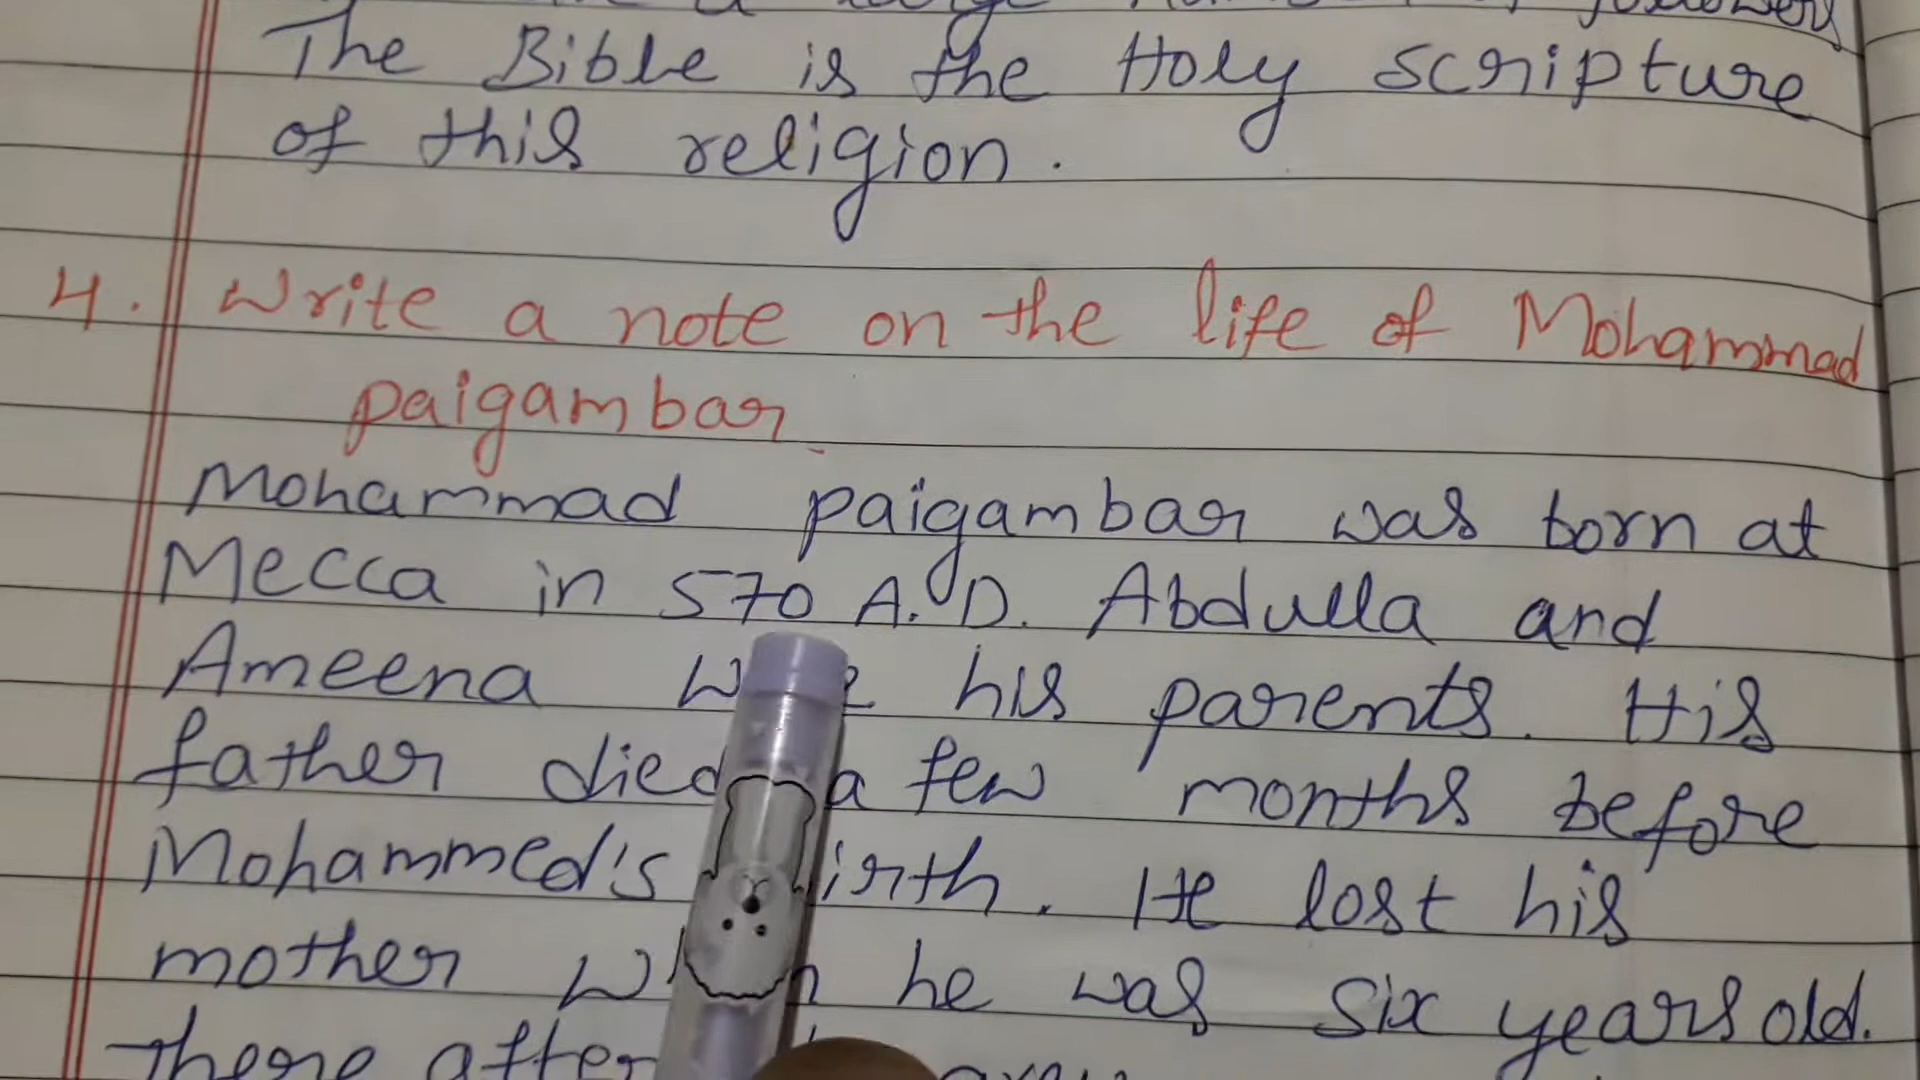 The Bible is the Holy scripture
of this religion.
4. Write a note on the life of Mohammad
paigambar.
Mohammad paigambar was born at
Mecca in 570 A.D. Abdulla and
Ameena his parents. His
father died a few months before
Mohammed's he lost his
mother he was six years old.
there after